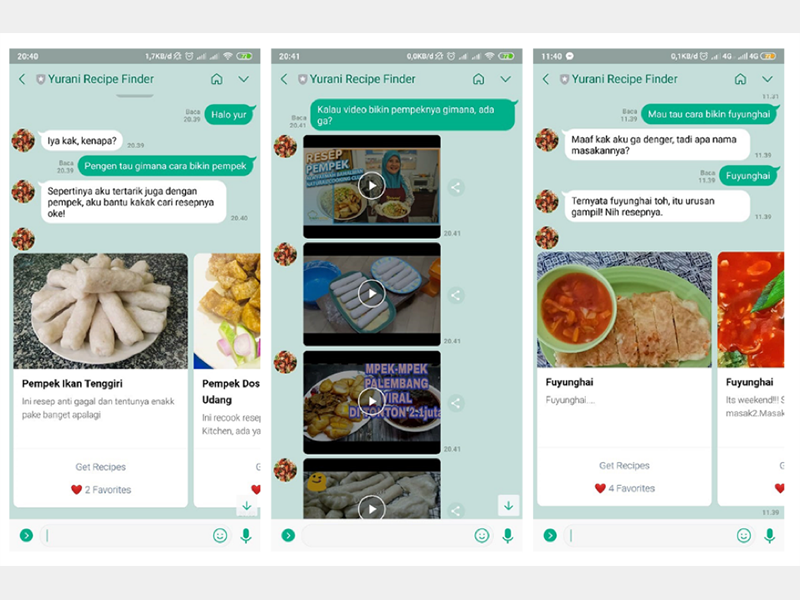 20:40
1,7KB/d
72
Yurani Recipe Finder
Baca
20.39
Halo yur
Iya kak, kenapa?
20.39
Baca
20.39
Pengen tau gimana cara bikin pempek
Sepertinya aku tertarik juga dengan
pempek, aku bantu kakak cari resepnya
oke!
20.40
Pempek Ikan Tenggiri
Ini resep anti gagal dan tentunya enakk
pake banget apalagi
Get Recipes
2 Favorites
Pempek Dos
Udang
Ini recook resep
Kitchen, ada ya
G
20:41
0,0KB/d
Yurani Recipe Finder
Baca
20.41
Kalau video bikin pempeknya gimana, ada
ga?
RESEP
PEMPEK
20.41
20.41
MPEK-MPEK
PALEMBANG
VIRAL
DITONTON 2.1juta
20.41
11:40
0,1KB/d
4G
4G
Yurani Recipe Finder
11.41
Baca
11.39
Mau tau cara bikin fuyunghai
Maaf kak aku ga denger, tadi apa nama
masakannya?
11.39
Baca
11.39
Fuyunghai
Ternyata fuyunghai toh, itu urusan
gampil! Nih resepnya.
11.39
Fuyunghai
Fuyunghai....
Get Recipes
4 Favorites
Fuyunghai
Its weekend!!! S
masak2.Masak
G
11.39